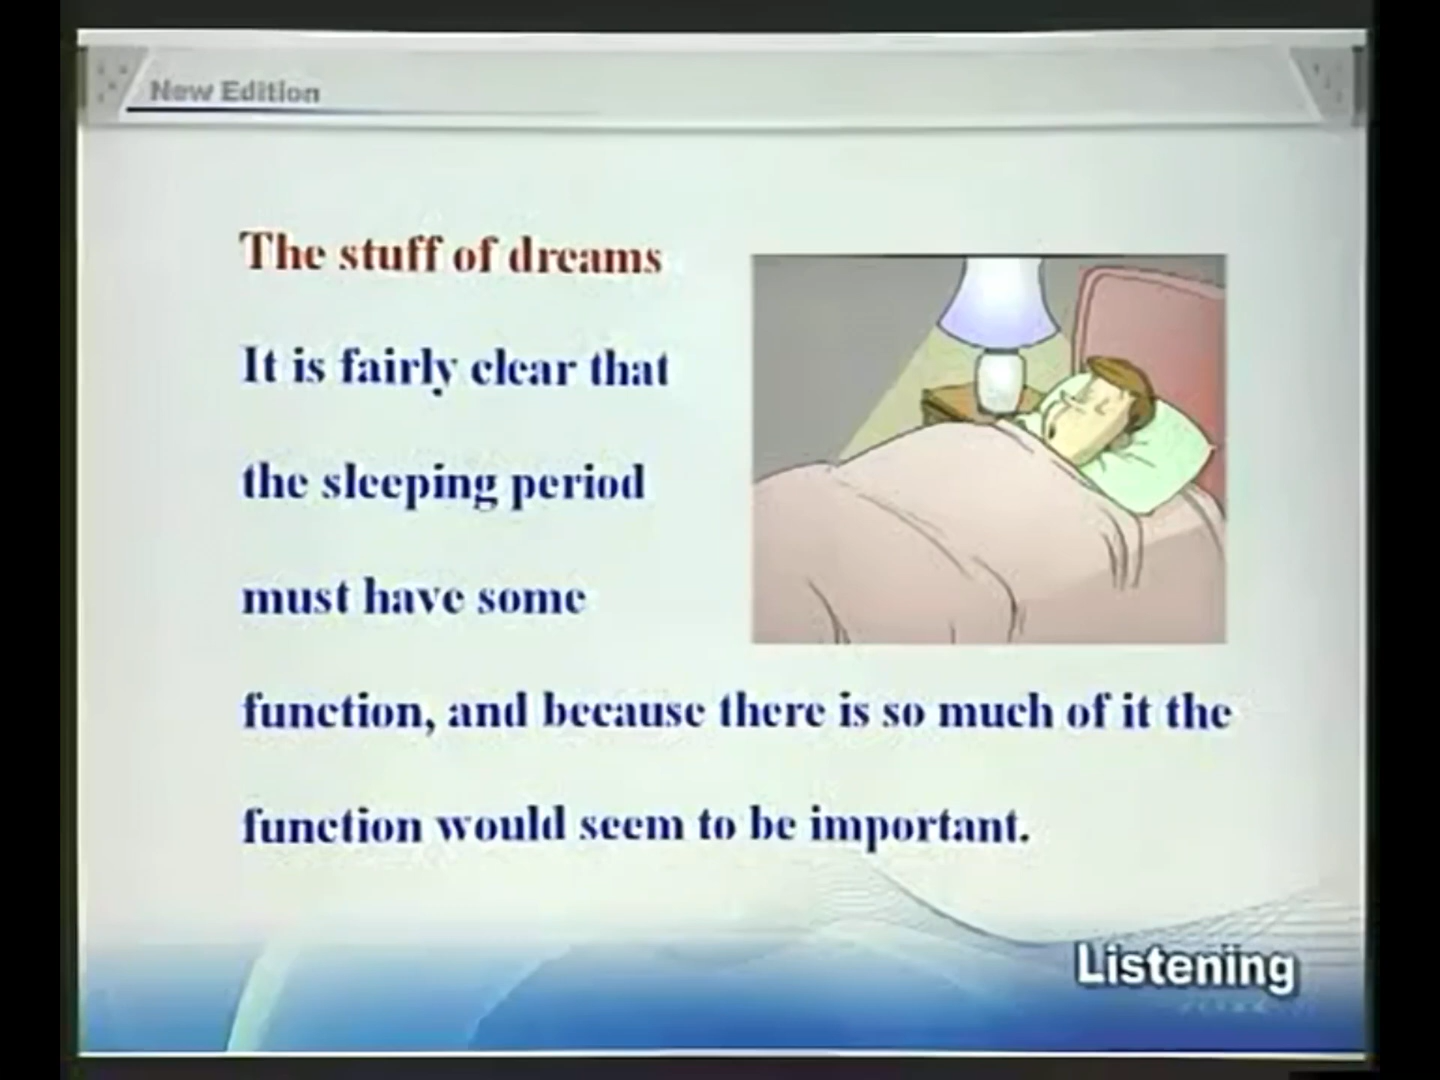 New Edition
The stuff of dreams
It is fairly clear that
the sleeping period
must have some
function, and because there is so much of it the
function would seem to be important.
Listening